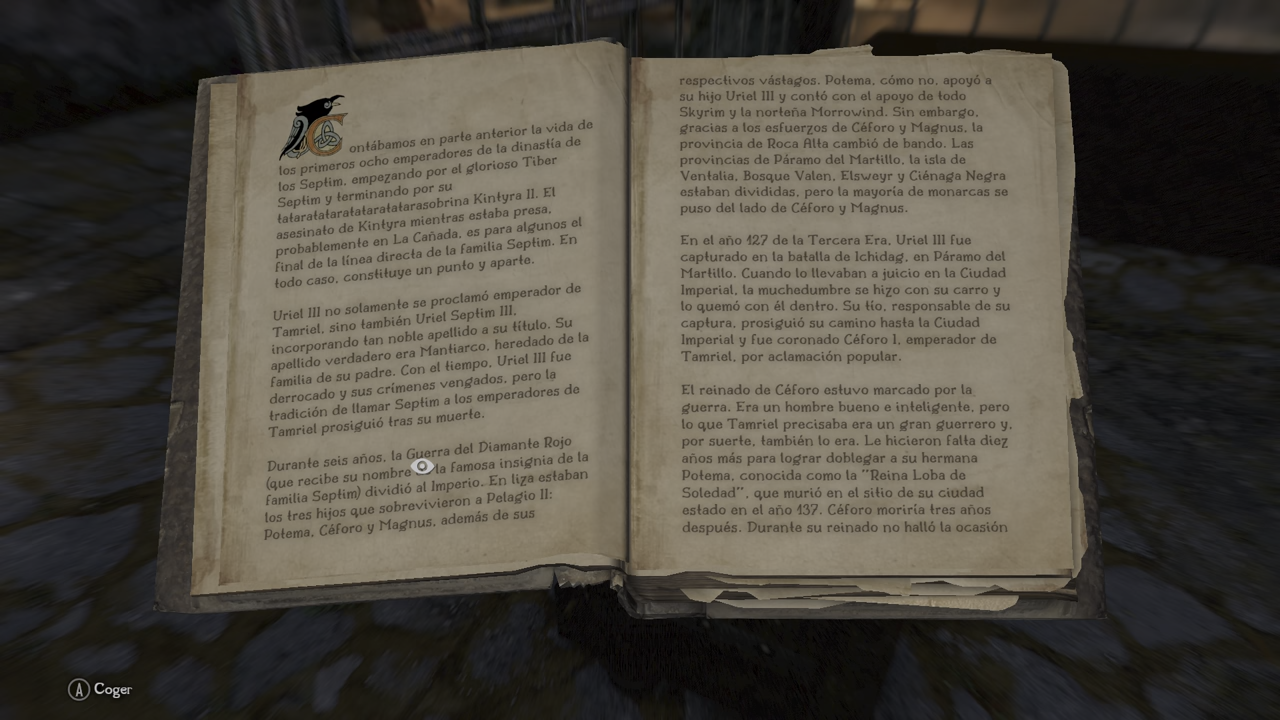 Contábamos en parte anterior la vida de
los primeros ocho emperadores de la dinastía de
los Septim, empezando por el glorioso Tiber
Septim y terminando por su
tataratataratataratatarasobrina Kintyra II. El
asesinato de Kintyra mientras estaba presa,
probablemente en La Cañada, es para algunos el
final de la línea directa de la familia Septim. En
todo caso, constituye un punto y aparte.
Uriel III no solamente se proclamó emperador de
Tamriel, sino también Uriel Septim III,
incorporando tan noble apellido a su título. Su
apellido verdadero era Mantiarco, heredado de la
familia de su padre. Con el tiempo, Uriel III fue
derrocado y sus crímenes vengados, pero la
tradición de llamar Septim a los emperadores de
Tamriel prosiguió tras su muerte.
Durante seis años, la Guerra del Diamante Rojo
(que recibe su nombre la famosa insignia de la
familia Septim) dividió al Imperio. En liza estaban
los tres hijos que sobrevivieron a Pelagio II:
Potema, Céforo y Magnus, además de sus
respectivos vástagos. Potema, cómo no, apoyó a
su hijo Uriel III y contó con el apoyo de todo
Skyrim y la norteña Morrowind. Sin embargo,
gracias a los esfuerzos de Céforo y Magnus, la
provincia de Roca Alta cambió de bando. Las
provincias de Páramo del Martillo, la isla de
Ventalia, Bosque Valen, Elsweyr y Ciénaga Negra
estaban divididas, pero la mayoría de monarcas se
puso del lado de Céforo y Magnus.
En el año 127 de la Tercera Era, Uriel III fue
capturado en la batalla de Ichidag, en Páramo del
Martillo. Cuando lo llevaban a juicio en la Ciudad
Imperial, la muchedumbre se hizo con su carro y
lo quemó con él dentro. Su tío, responsable de su
captura, prosiguió su camino hasta la Ciudad
Imperial y fue coronado Céforo I, emperador de
Tamriel, por aclamación popular.
El reinado de Céforo estuvo marcado por la
guerra. Era un hombre bueno e inteligente, pero
lo que Tamriel precisaba era un gran guerrero y,
por suerte, también lo era. Le hicieron falta diez
años más para lograr doblegar a su hermana
Potema, conocida como la "Reina Loba de
Soledad", que murió en el sitio de su ciudad
estado en el año 137. Céforo moriría tres años
después. Durante su reinado no halló la ocasión
A Coger